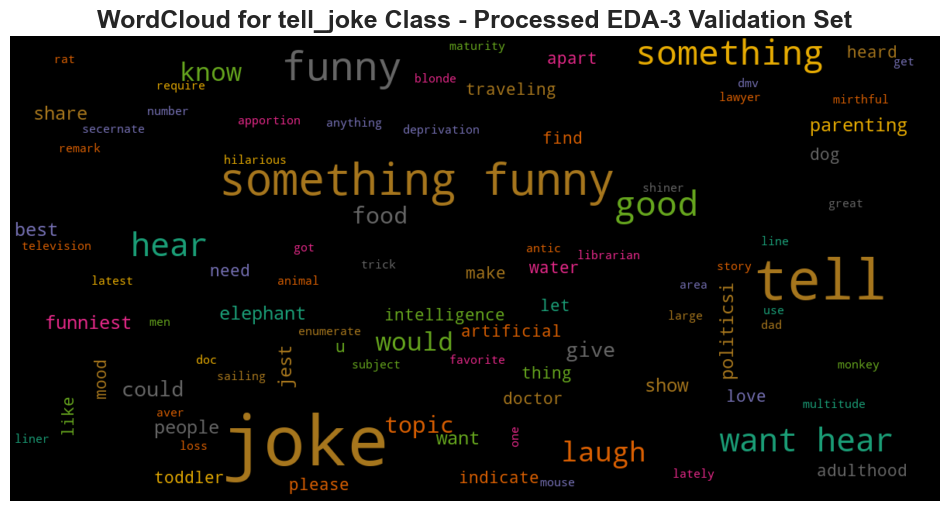 WordCloud for tell_joke Class - Processed EDA-3 Validation Set
maturity
something
heard
rat
know
funny
apart
get
require
blonde
traveling
dmv
lawyer
mirthful
share
number
secernate
apportion
anything
deprivation
find
parenting
remark
hilarious
dog
something funny
shiner
good
great
food
best
television
hear
got
antic
librarian
line
need
trick
make
water
story
tell
latest
animal
area
funniest
men
elephant
intelligence
let
large
use
dad
politicsi
enumerate
artificial
u
would
give
doc
jest
subject
favorite
thing
monkey
mood
sailing
could
doctor
show
love
like
aver
multitude
people
joke
topic
want
one
want hear
liner
loss
laugh
toddler
please
indicate
mouse
lately
adulthood